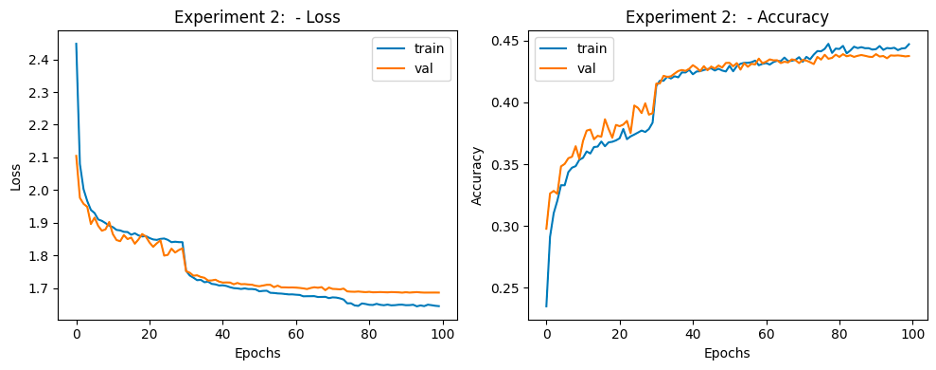 Experiment 2:  - Loss
train
val
2.4
2.3
2.2
2.1
2.0
1.9
1.8
1.7
Loss
0
20
40
60
80
100
Epochs
Experiment 2:  - Accuracy
train
val
0.45
0.40
0.35
0.30
0.25
Accuracy
0
20
40
60
80
100
Epochs